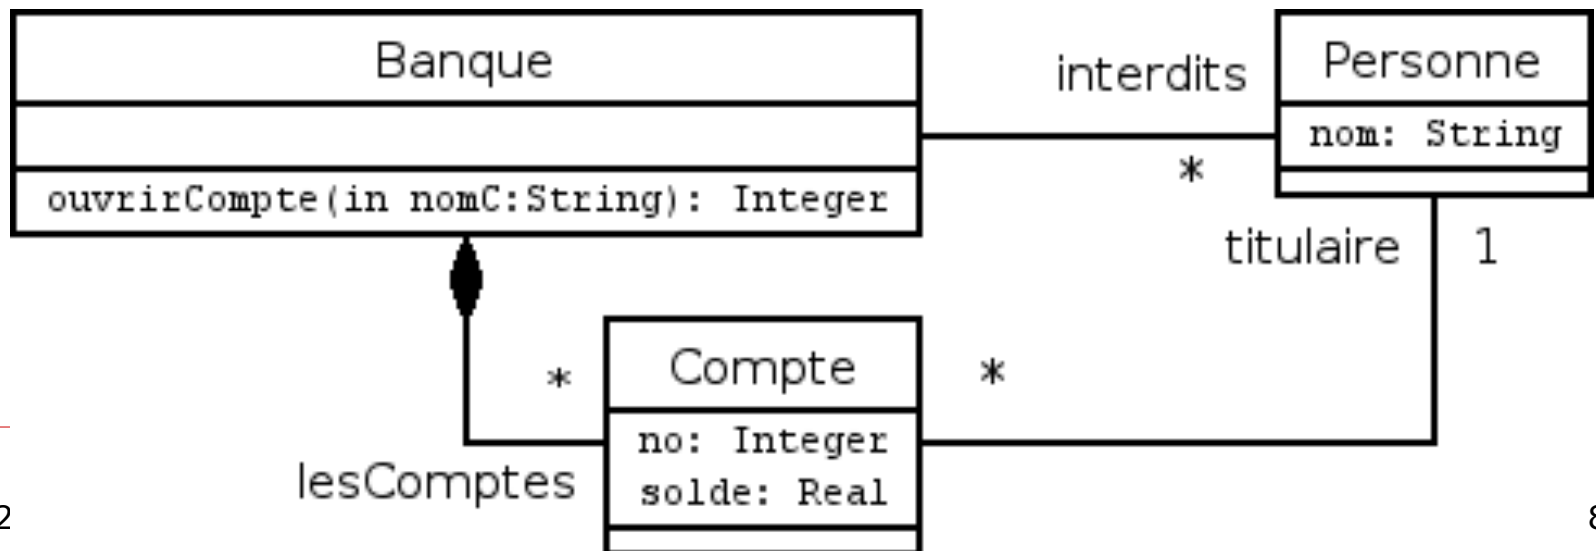 Banque
ouvrirCompte(in nomC:String): Integer
interdits
*
Personne
nom: String
titulaire
1
*
lesComptes
Compte
no: Integer
solde: Real
*
2
8